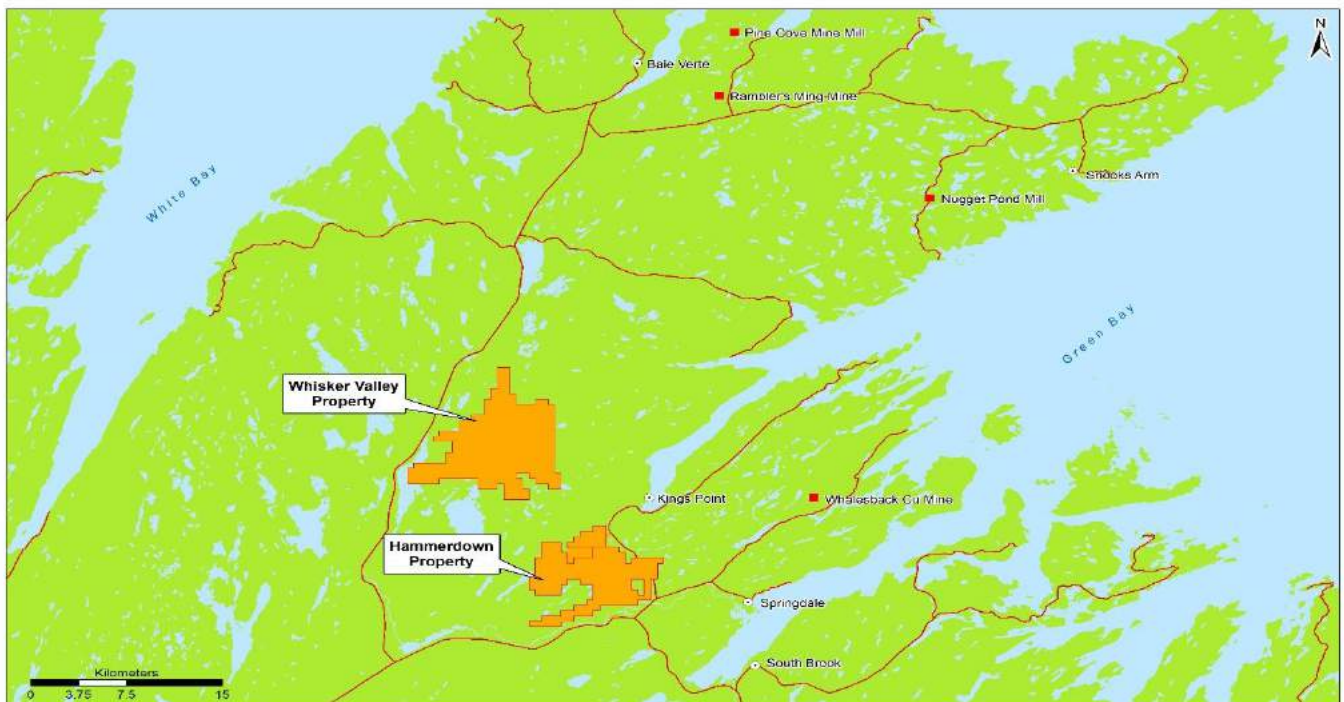 N
Pine Cove Mine Mill
Baie Verte
Rambler's Ming Mine
Snooks Arm
White Bay
Nugget Pond Mill
Green Bay
Whisker Valley
Property
Kings Point
Whalesback Cu Mine
Hammerdown
Property
Springdale
South Brook
Kilometers
0 3.75 7.5 15